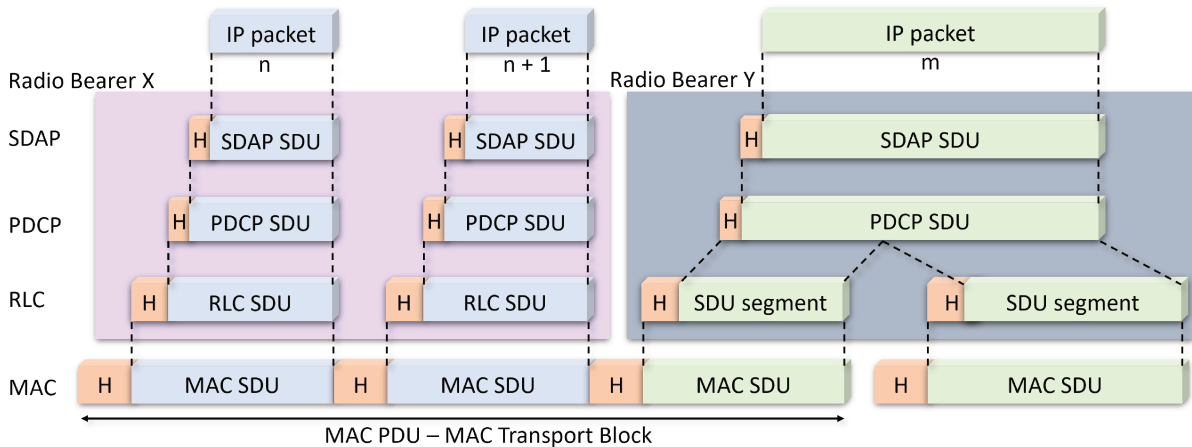 IP packet
n
IP packet
n + 1
IP packet
m
Radio Bearer X
Radio Bearer Y
SDAP
H
SDAP SDU
H
SDAP SDU
H
SDAP SDU
PDCP
H
PDCP SDU
H
PDCP SDU
H
PDCP SDU
RLC
H
RLC SDU
H
RLC SDU
H
SDU segment
H
SDU segment
MAC
H
MAC SDU
H
MAC SDU
H
MAC SDU
H
MAC SDU
MAC PDU – MAC Transport Block